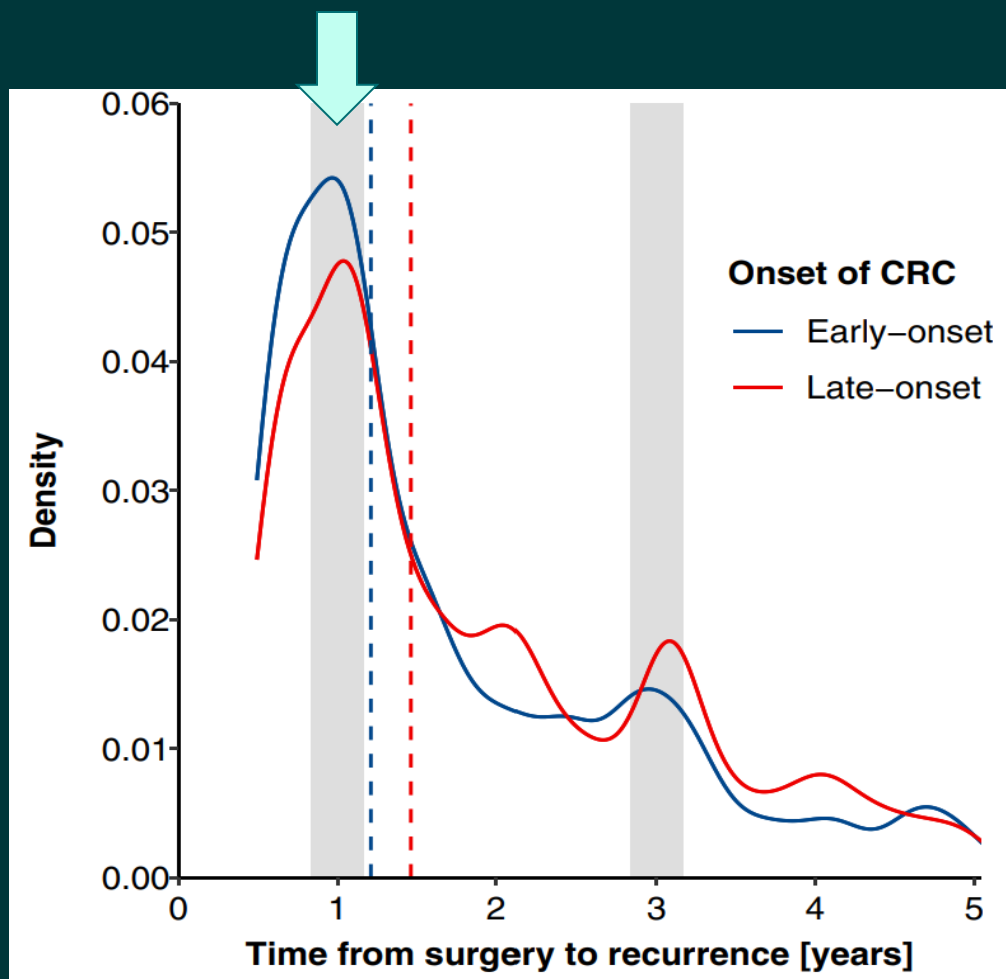 0.06
0.05
0.04
0.03
0.02
0.01
0.00
Density
Onset of CRC
Early−onset
Late−onset
0 1 2 3 4 5
Time from surgery to recurrence [years]